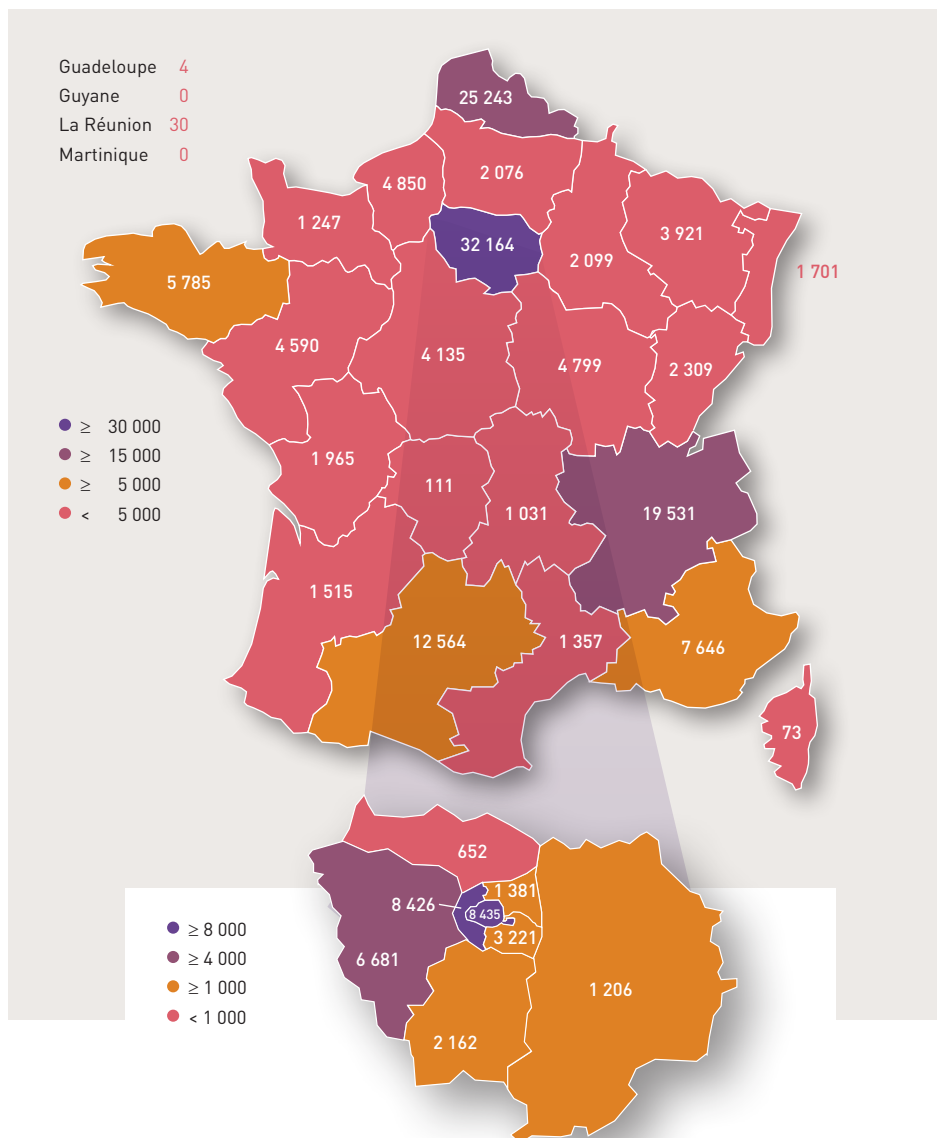 Guadeloupe 4
Guyane 0
La Réunion 30
Martinique 0
25 243
2 076
4 850
1 247
32 164
3 921
2 099
1 701
5 785
4 590
4 135
4 799
2 309
≥ 30 000
≥ 15 000
≥ 5 000
< 5 000
1 965
111
1 031
19 531
1 515
12 564
1 357
7 646
73
652
1 381
8 426
8 435
3 221
6 681
1 206
2 162
≥ 8 000
≥ 4 000
≥ 1 000
< 1 000